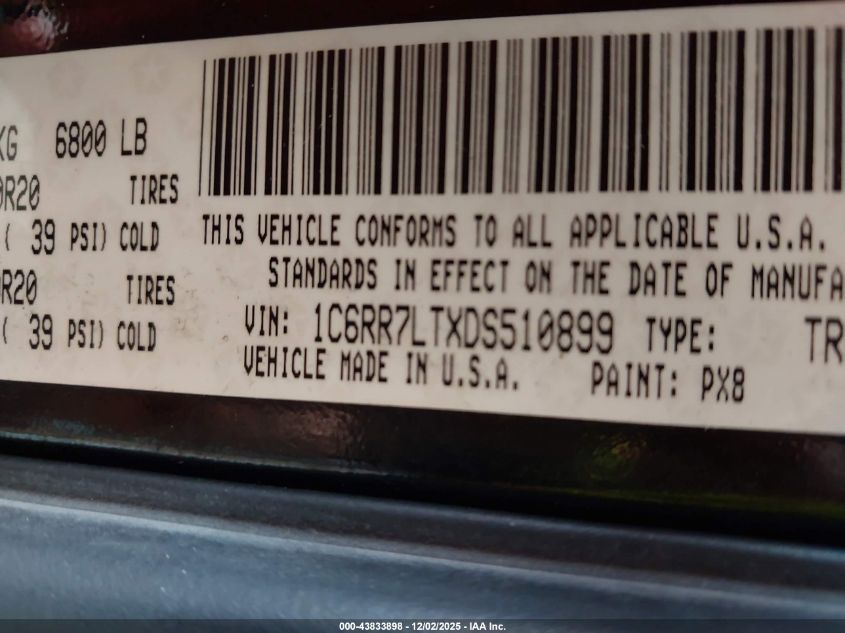 KG 6800 LB
0R20 TIRES
( 39 PSI) COLD
0R20 TIRES
( 39 PSI) COLD
THIS VEHICLE CONFORMS TO ALL APPLICABLE U.S.A.
STANDARDS IN EFFECT ON THE DATE OF MANUFA
VIN: 1C6RR7LTXDS510899 TYPE: TR
VEHICLE MADE IN U.S.A. PAINT: PX8
000-43833898 - 12/02/2025 - IAA Inc.